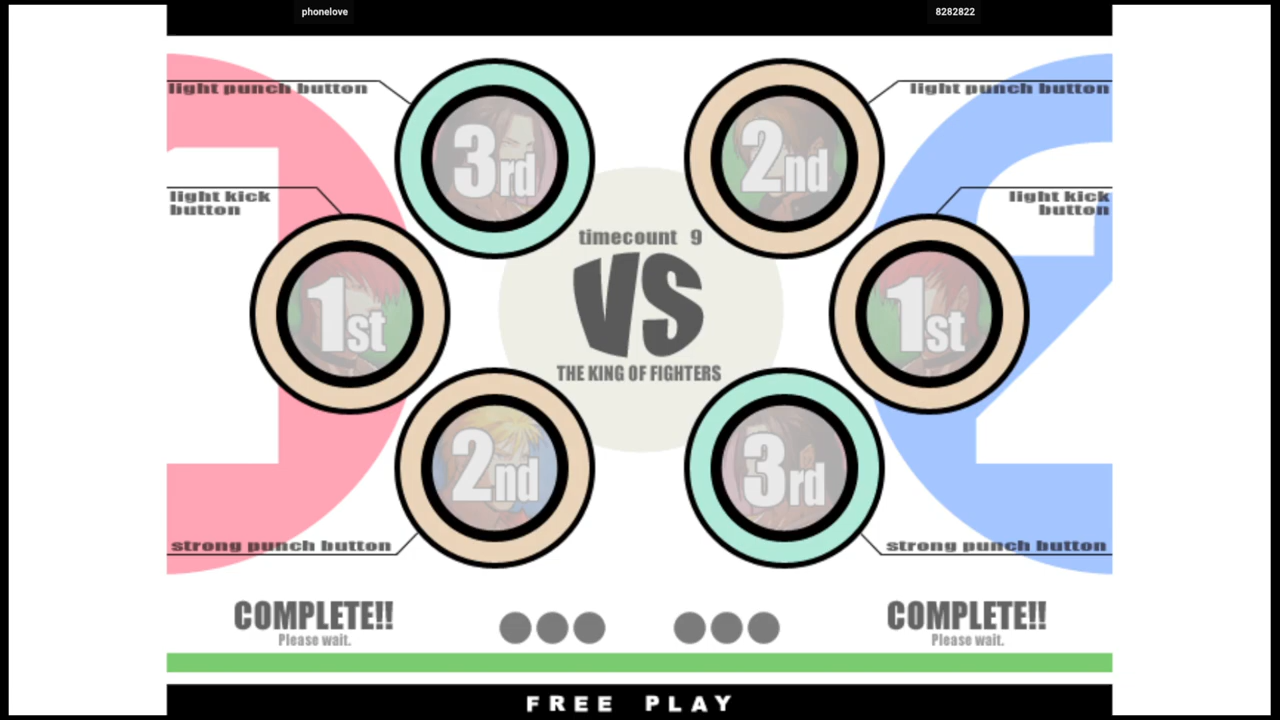 phonelove
8282822
light punch button
light punch button
3rd
2nd
light kick
button
light kick
button
timecount 9
VS
1st
1st
THE KING OF FIGHTERS
2nd
3rd
strong punch button
strong punch button
COMPLETE!!
Please wait.
COMPLETE!!
Please wait.
FREE PLAY